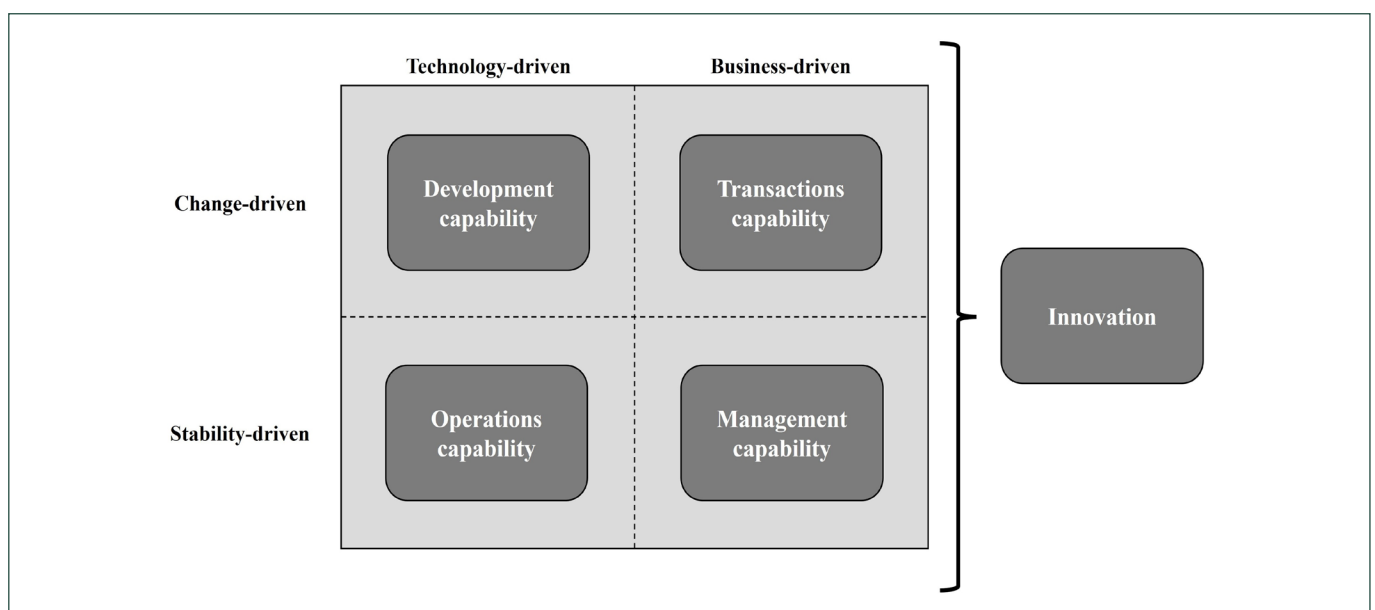 Technology-driven
Business-driven
Change-driven
Development
capability
Transactions
capability
Innovation
Stability-driven
Operations
capability
Management
capability